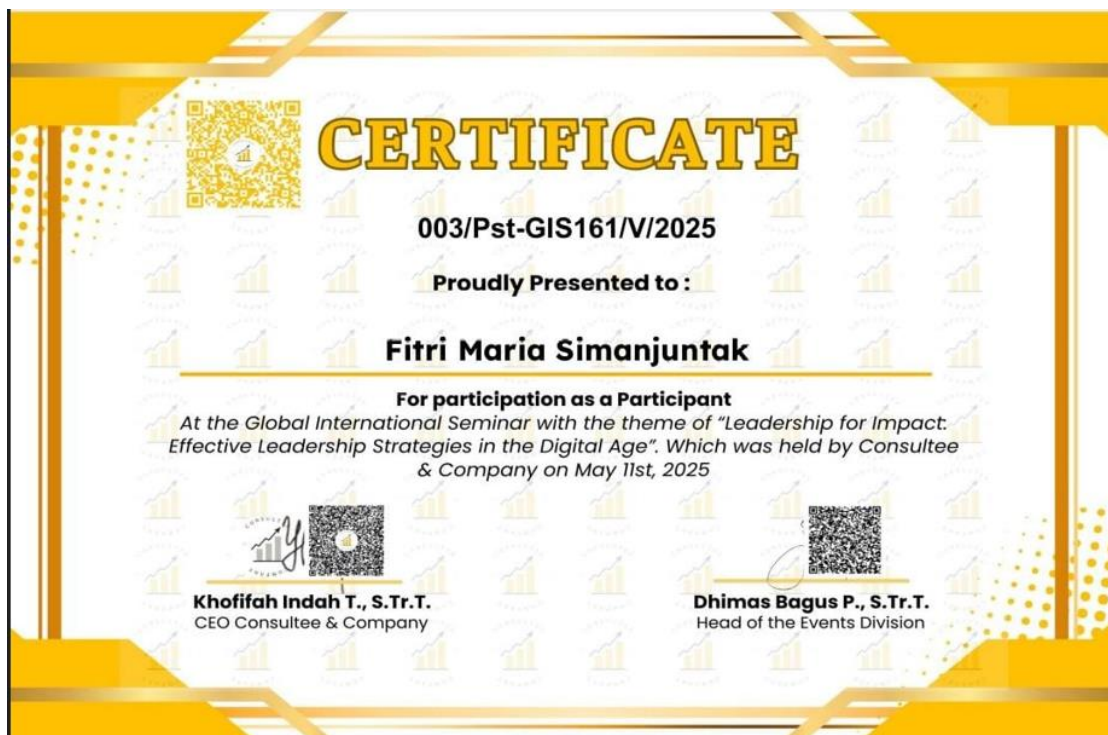 CERTIFICATE
003/Pst-GIS161/V/2025
Proudly Presented to :
Fitri Maria Simanjuntak
For participation as a Participant
At the Global International Seminar with the theme of “Leadership for Impact:
Effective Leadership Strategies in the Digital Age”. Which was held by Consultee
& Company on May 11st, 2025
Khofifah Indah T., S.Tr.T.
CEO Consultee & Company
Dhimas Bagus P., S.Tr.T.
Head of the Events Division